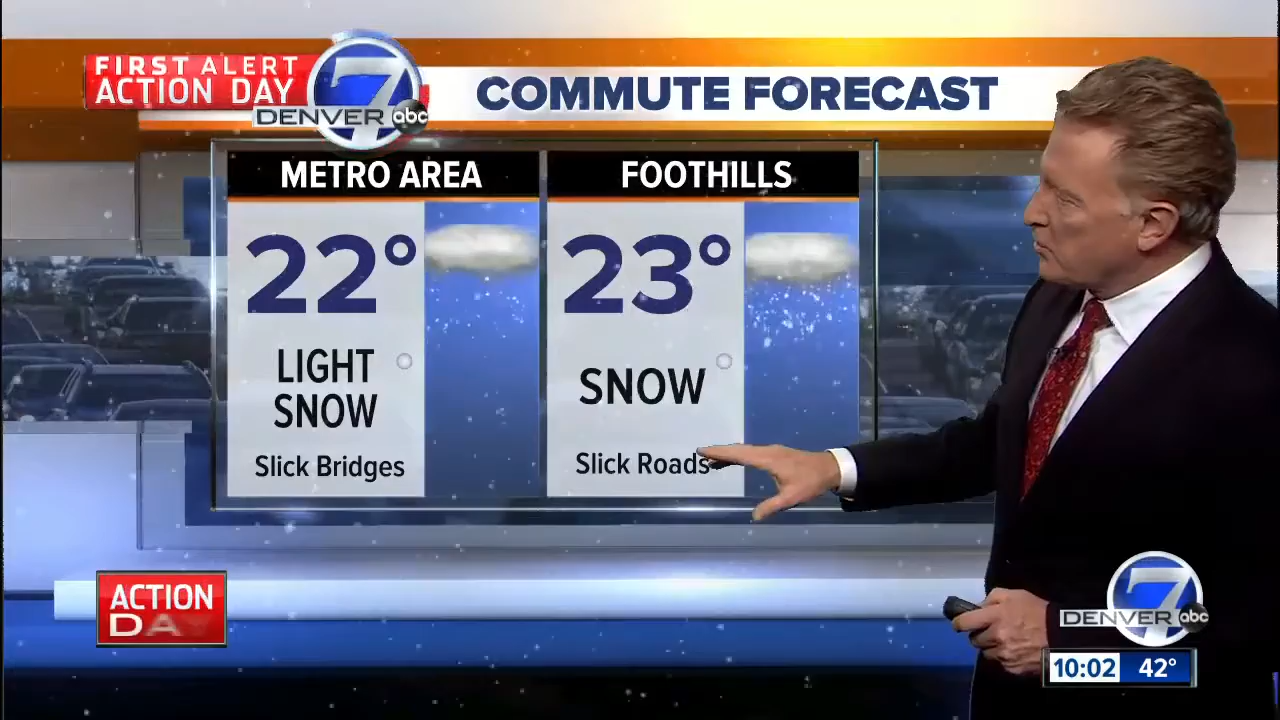 FIRST ALERT
ACTION DAY
7
DENVER abc
COMMUTE FORECAST
METRO AREA
22°
LIGHT
SNOW
Slick Bridges
FOOTHILLS
23°
SNOW
Slick Roads
ACTION
DAY
7
DENVER abc
10:02 42°